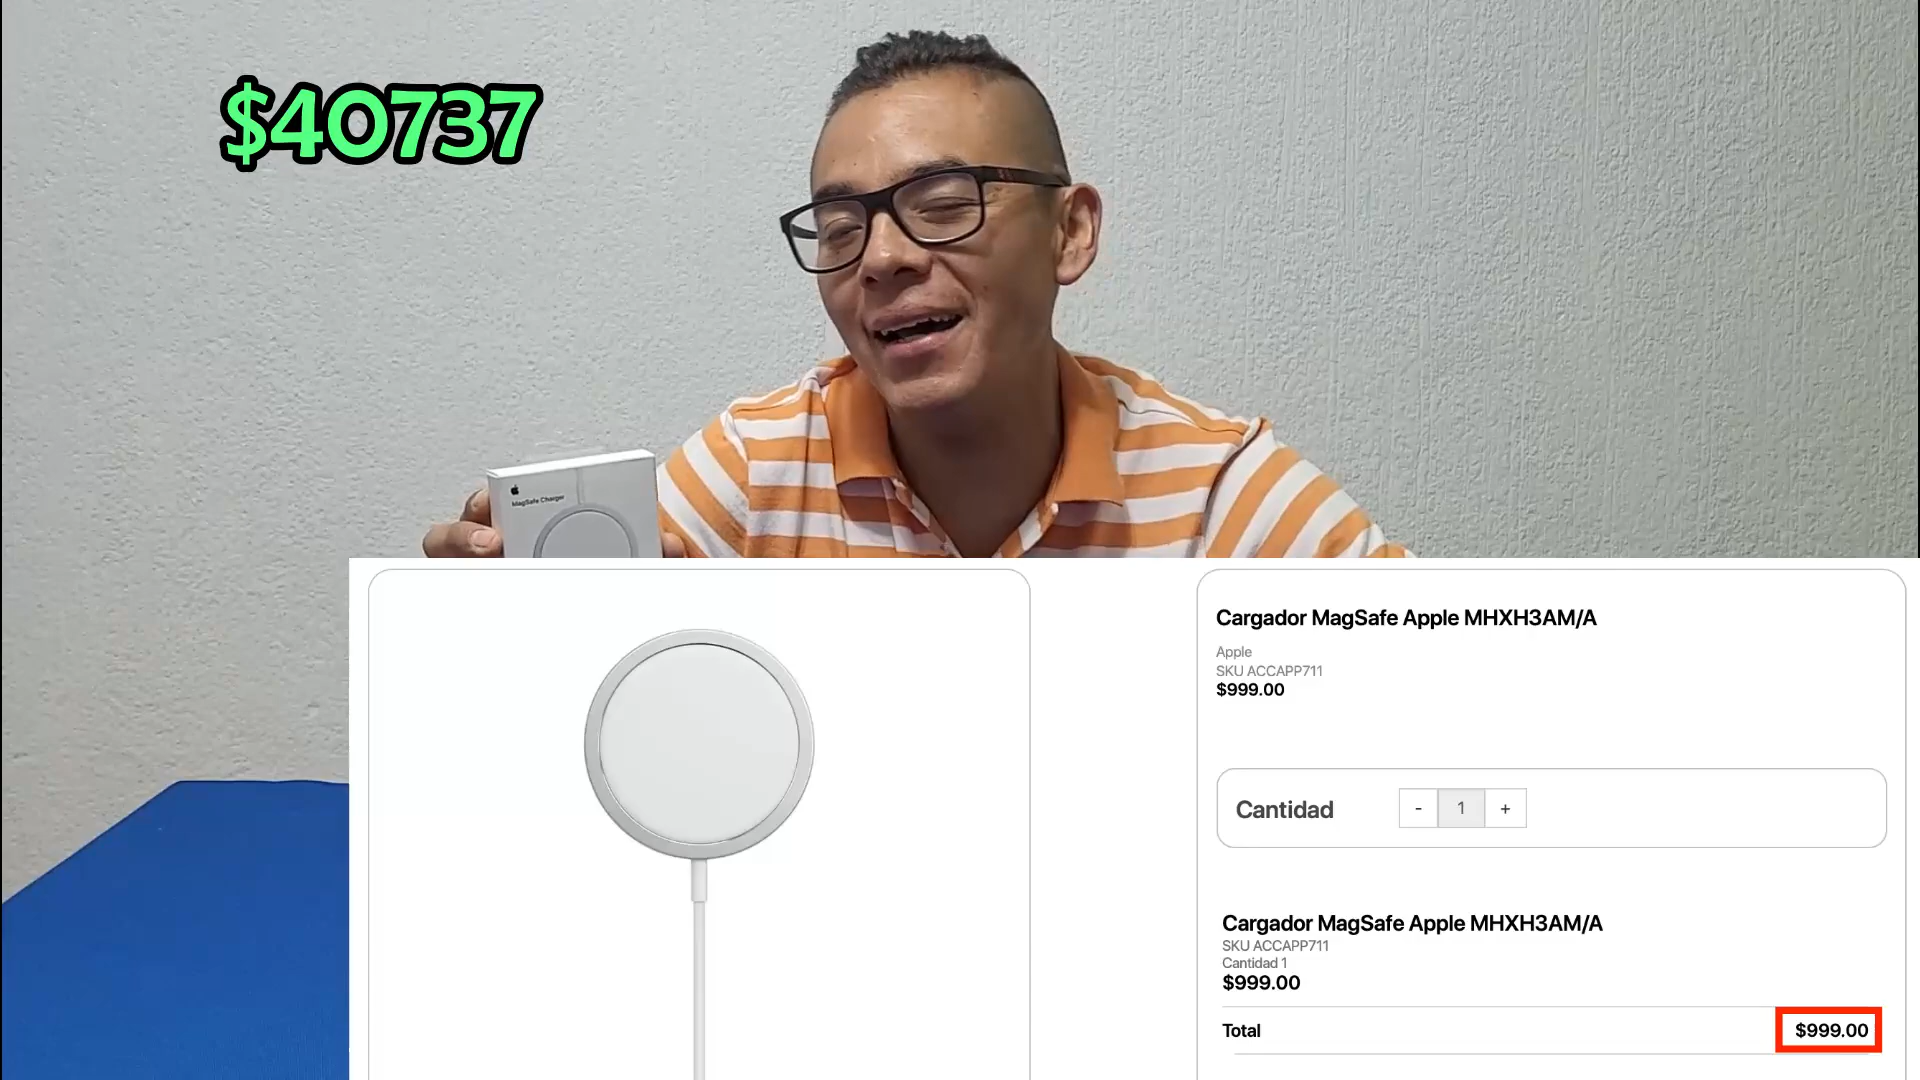 $40737
MagSafe Charger
Cargador MagSafe Apple MHXH3AM/A
Apple
SKU ACCAPP711
$999.00
Cantidad
- 1 +
Cargador MagSafe Apple MHXH3AM/A
SKU ACCAPP711
Cantidad 1
$999.00
Total $999.00